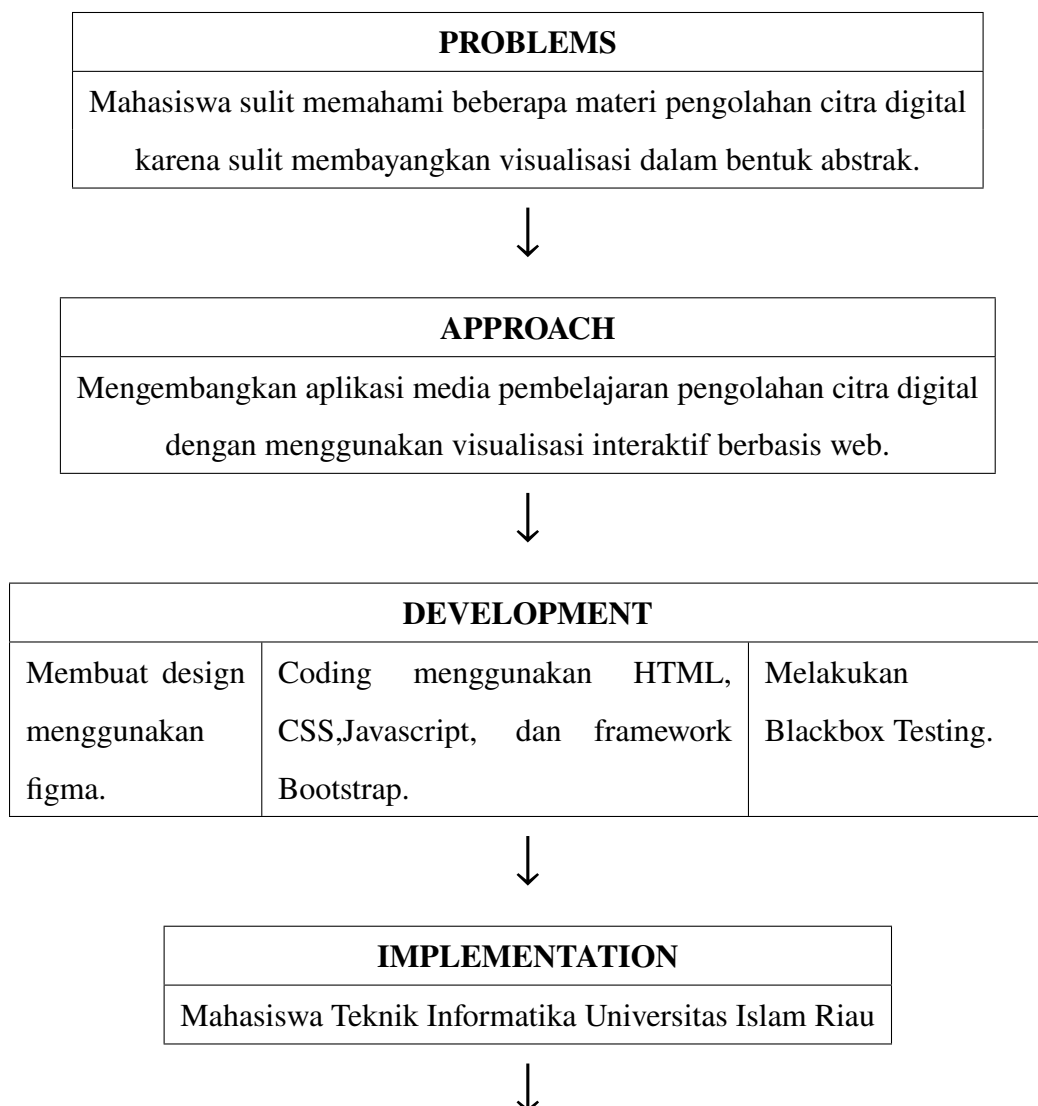 PROBLEMS
Mahasiswa sulit memahami beberapa materi pengolahan citra digital
karena sulit membayangkan visualisasi dalam bentuk abstrak.
APPROACH
Mengembangkan aplikasi media pembelajaran pengolahan citra digital
dengan menggunakan visualisasi interaktif berbasis web.
DEVELOPMENT
Membuat design
menggunakan
figma.
Coding menggunakan HTML,
CSS,Javascript, dan framework
Bootstrap.
Melakukan
Blackbox Testing.
IMPLEMENTATION
Mahasiswa Teknik Informatika Universitas Islam Riau